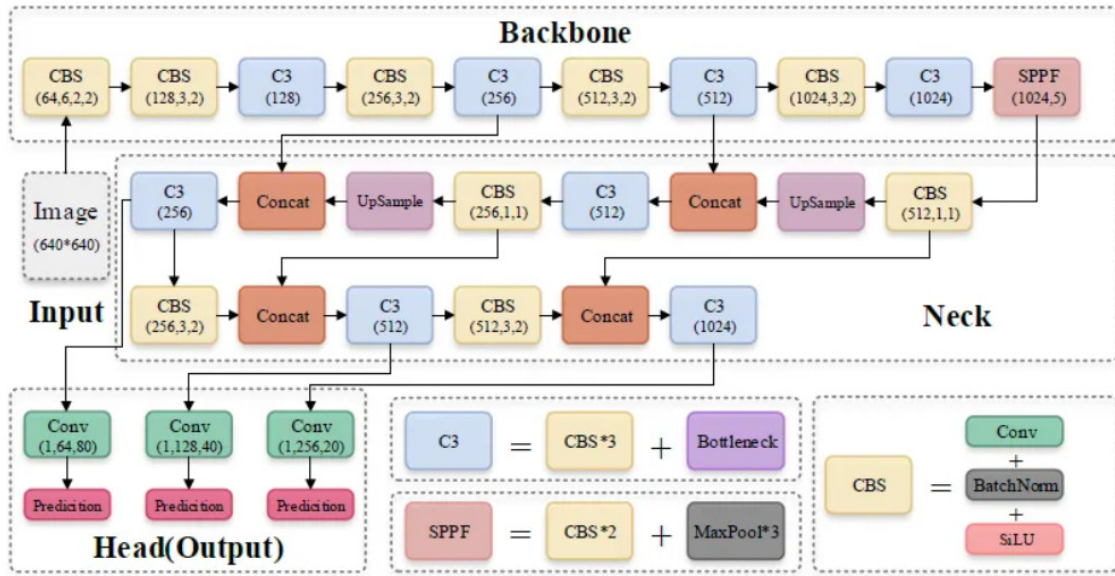 Backbone
CBS
(64,6,2,2)
CBS
(128,3,2)
C3
(128)
CBS
(256,3,2)
C3
(256)
CBS
(512,3,2)
C3
(512)
CBS
(1024,3,2)
C3
(1024)
SPPF
(1024,5)
Image
(640*640)
Input
C3
(256)
Concat
UpSample
CBS
(256,1,1)
C3
(512)
Concat
UpSample
CBS
(512,1,1)
CBS
(256,3,2)
Concat
C3
(512)
CBS
(512,3,2)
Concat
C3
(1024)
Neck
Conv
(1,64,80)
Conv
(1,128,40)
Conv
(1,256,20)
Predicition
Predicition
Predicition
Head(Output)
C3 = CBS*3 + Bottleneck
SPPF = CBS*2 + MaxPool*3
CBS =
Conv
+
BatchNorm
+
SiLU